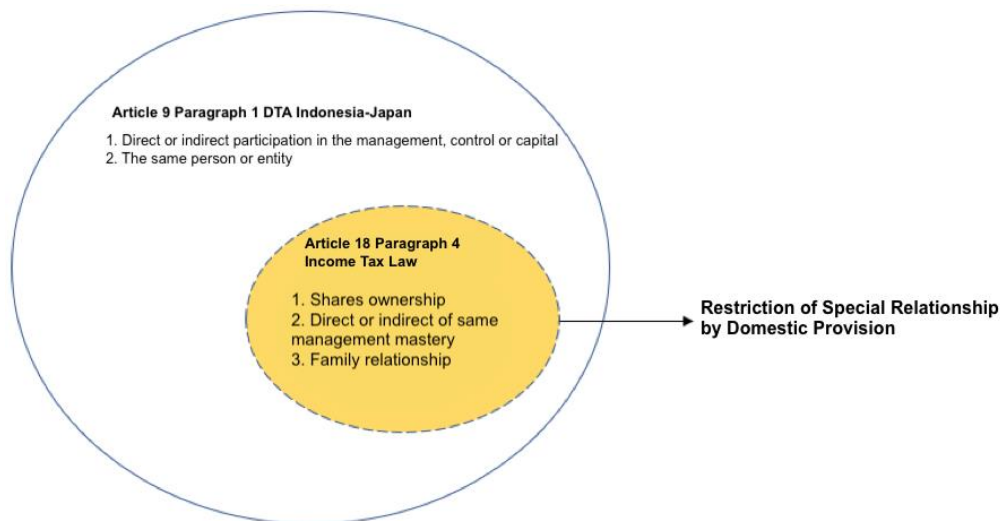 Article 9 Paragraph 1 DTA Indonesia-Japan
1. Direct or indirect participation in the management, control or capital
2. The same person or entity
Article 18 Paragraph 4
Income Tax Law
1. Shares ownership
2. Direct or indirect of same
management mastery
3. Family relationship
Restriction of Special Relationship
by Domestic Provision